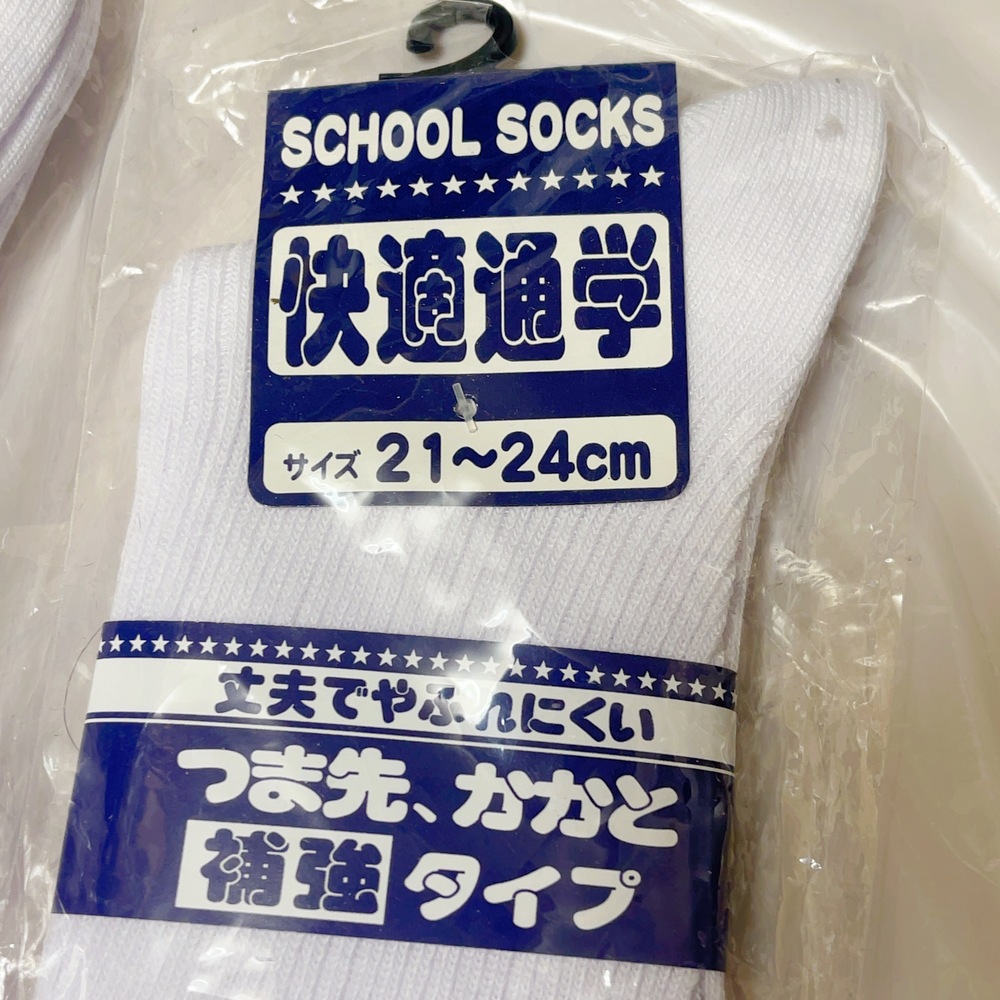 SCHOOL SOCKS
快適通学
サイズ 21～24cm
丈夫でやぶれにくい
つま先、かかと
補強タイプ